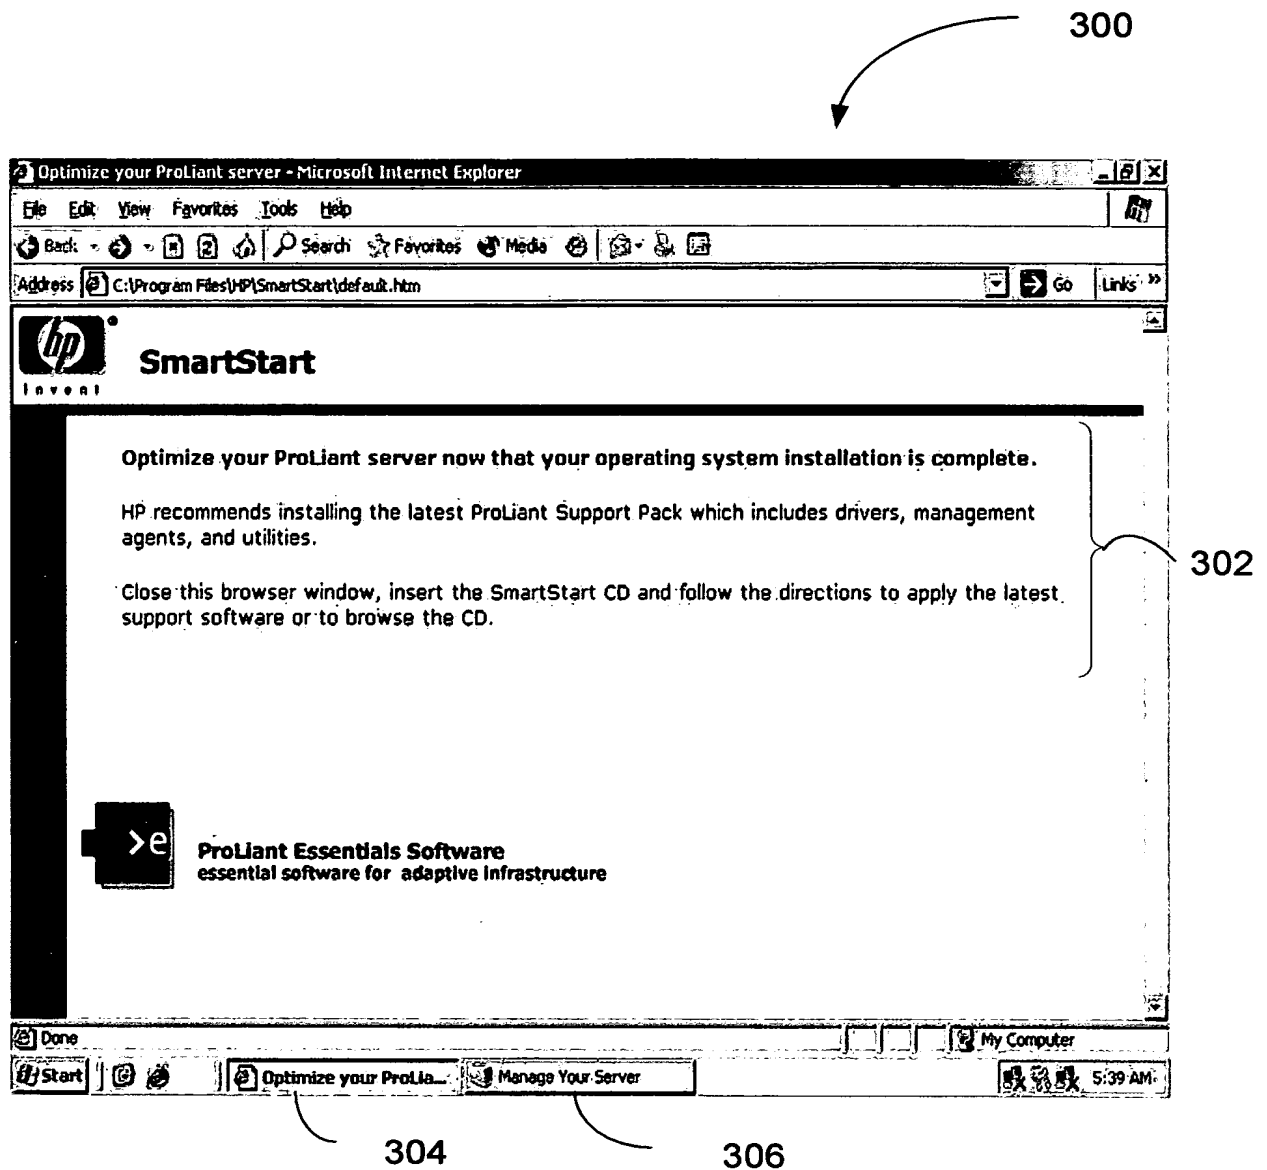 300
Optimize your ProLiant server - Microsoft Internet Explorer
File Edit View Favorites Tools Help
Back Search Favorites Media
Address C:\Program Files\HP\SmartStart\default.htm Go Links »
hp ®
invent
SmartStart
Optimize your ProLiant server now that your operating system installation is complete.
HP recommends installing the latest ProLiant Support Pack which includes drivers, management
agents, and utilities.
302
Close this browser window, insert the SmartStart CD and follow the directions to apply the latest
support software or to browse the CD.
>e
ProLiant Essentials Software
essential software for adaptive infrastructure
Done My Computer
Start Optimize your ProLia... Manage Your Server 5:39 AM
304
306